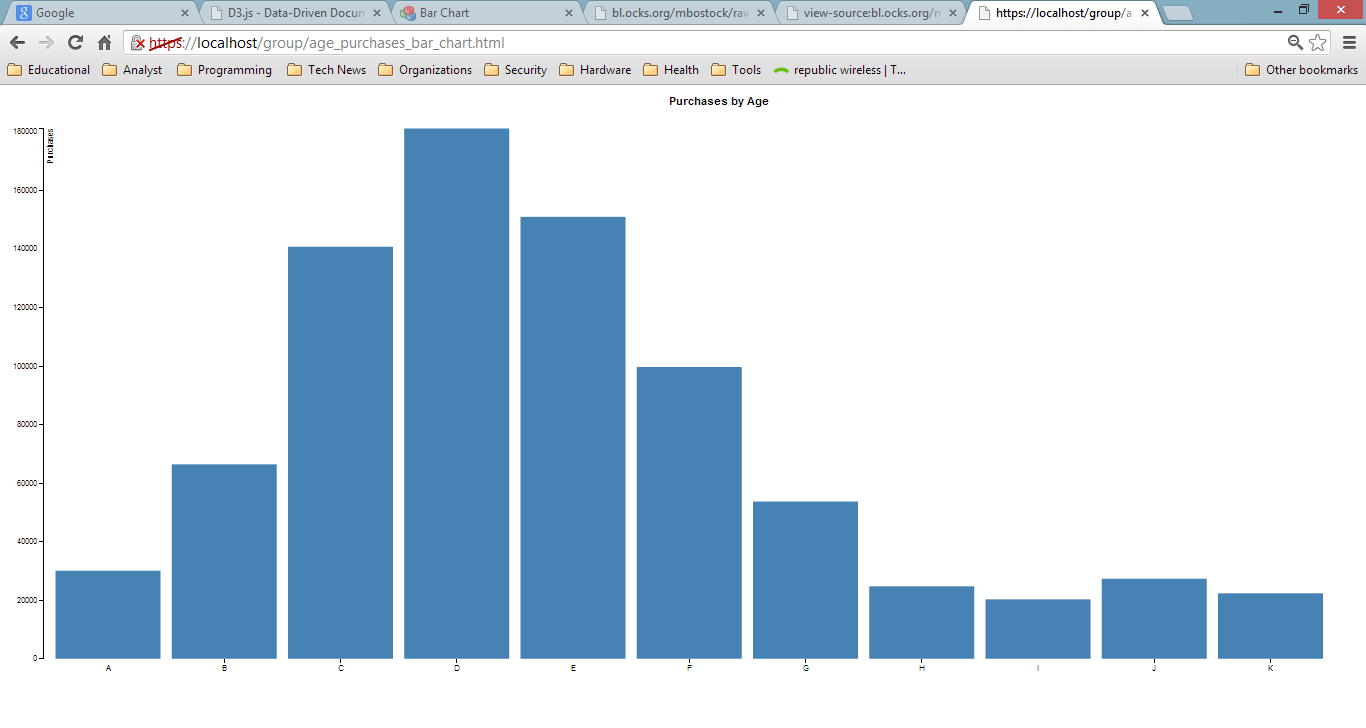 Google
D3.js - Data-Driven Docum
Bar Chart
bl.ocks.org/mbostock/raw
view-source:bl.ocks.org/m
https://localhost/group/a
https://localhost/group/age_purchases_bar_chart.html
Educational
Analyst
Programming
Tech News
Organizations
Security
Hardware
Health
Tools
republic wireless | T...
Other bookmarks
Purchases by Age
180000
160000
140000
120000
100000
80000
60000
40000
20000
0
Purchases
A B C D E F G H I J K